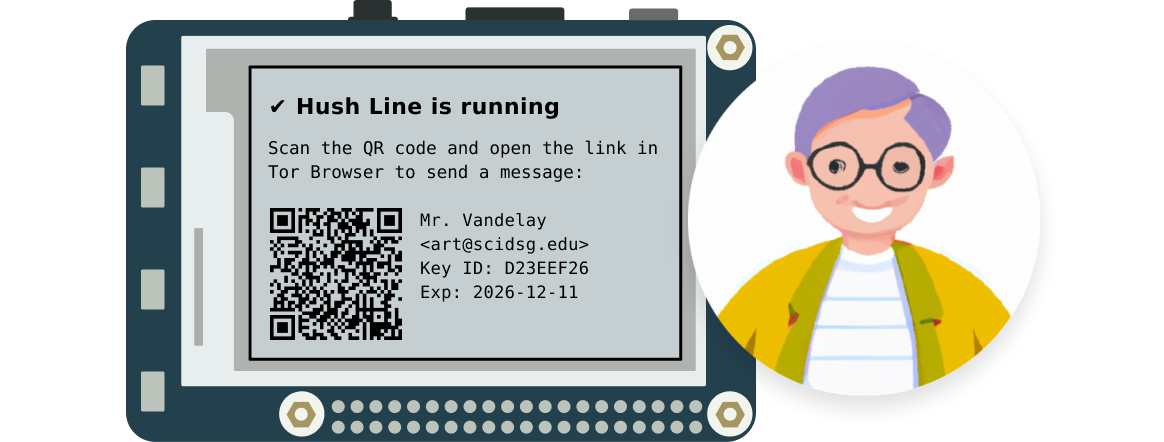 ✔ Hush Line is running
Scan the QR code and open the link in
Tor Browser to send a message:
Mr. Vandelay
<art@scidsg.edu>
Key ID: D23EEF26
Exp: 2026-12-11